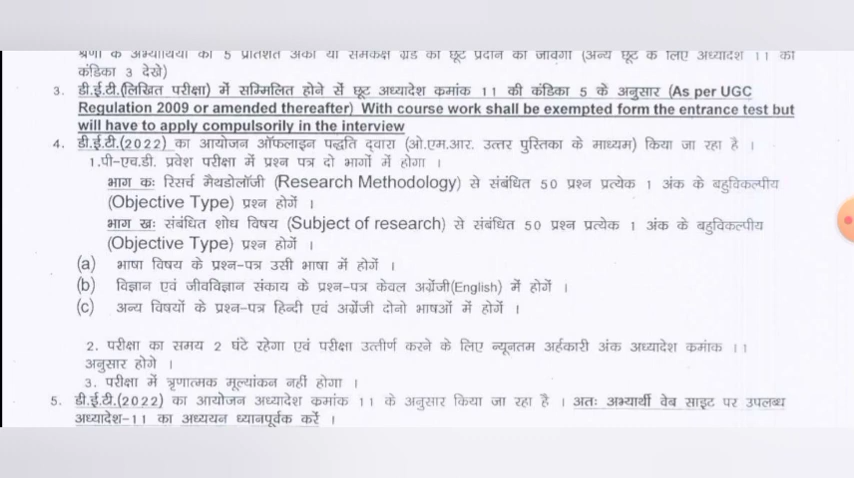 श्रेणी के अभ्यार्थियों को 5 प्रतिशत अंकों या समकक्ष ग्रेड की छूट प्रदान की जावेगी (अन्य छूट के लिए अध्यादेश 11 की
कंडिका 3 देखे)
3. डी.ई.टी.(लिखित परीक्षा) में सम्मिलित होने सें छूट अध्यादेश कमांक 11 की कंडिका 5 के अनुसार (As per UGC
Regulation 2009 or amended thereafter) With course work shall be exempted form the entrance test but
will have to apply compulsorily in the interview
4. डी.ई.टी.(2022) का आयोजन ऑफलाइन पद्धति द्वारा (ओ.एम.आर. उत्तर पुस्तिका के माध्यम) किया जा रहा है ।
1.पी-एच.डी. प्रवेश परीक्षा में प्रश्न पत्र दो भागों में होगा ।
भाग कः रिसर्च मैथडोलॉजी (Research Methodology) से संबंधित 50 प्रश्न प्रत्येक 1 अंक के बहुविकल्पीय
(Objective Type) प्रश्न होगें ।
भाग खः संबंधित शोध विषय (Subject of research) से संबंधित 50 प्रश्न प्रत्येक 1 अंक के बहुविकल्पीय
(Objective Type) प्रश्न होगें ।
(a) भाषा विषय के प्रश्न-पत्र उसी भाषा में होगें ।
(b) विज्ञान एवं जीवविज्ञान संकाय के प्रश्न-पत्र केवल अग्रेंजी(English) में होगें ।
(c) अन्य विषयों के प्रश्न-पत्र हिन्दी एवं अग्रेंजी दोनो भाषओं में होगें ।
2. परीक्षा का समय 2 घंटे रहेगा एवं परीक्षा उत्तीर्ण करने के लिए न्यूनतम अर्हकारी अंक अध्यादेश कमांक 11
अनुसार होगे ।
3. परीक्षा में त्रृणात्मक मूल्यांकन नहीं होगा ।
5. डी.ई.टी.(2022) का आयोजन अध्यादेश कमांक 11 के अनुसार किया जा रहा है । अतः अभ्यार्थी वेब साइट पर उपलब्ध
अध्यादेश-11 का अध्ययन ध्यानपूर्वक करें ।